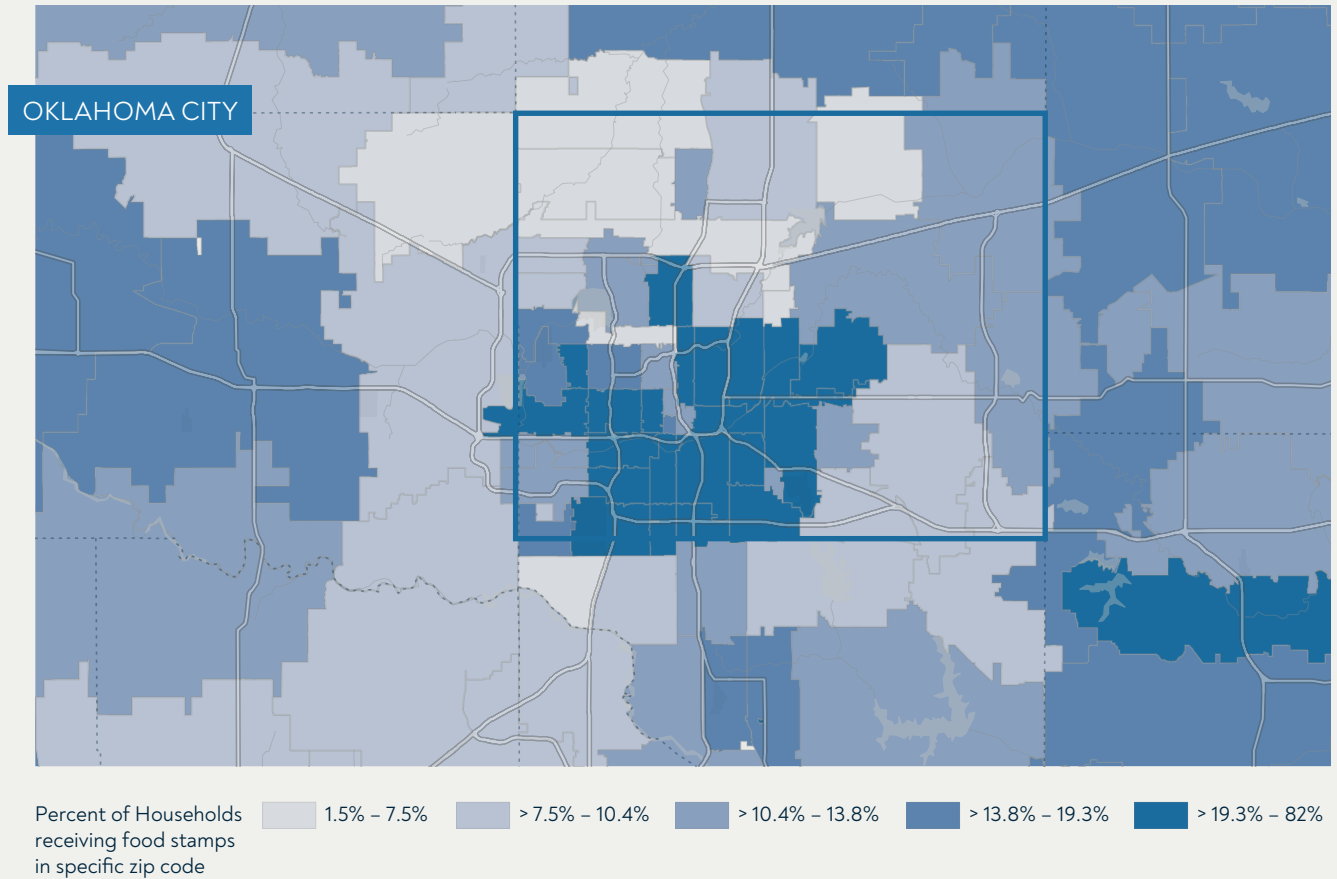 OKLAHOMA CITY
Percent of Households
receiving food stamps
in specific zip code
1.5% – 7.5%
> 7.5% – 10.4%
> 10.4% – 13.8%
> 13.8% – 19.3%
> 19.3% – 82%